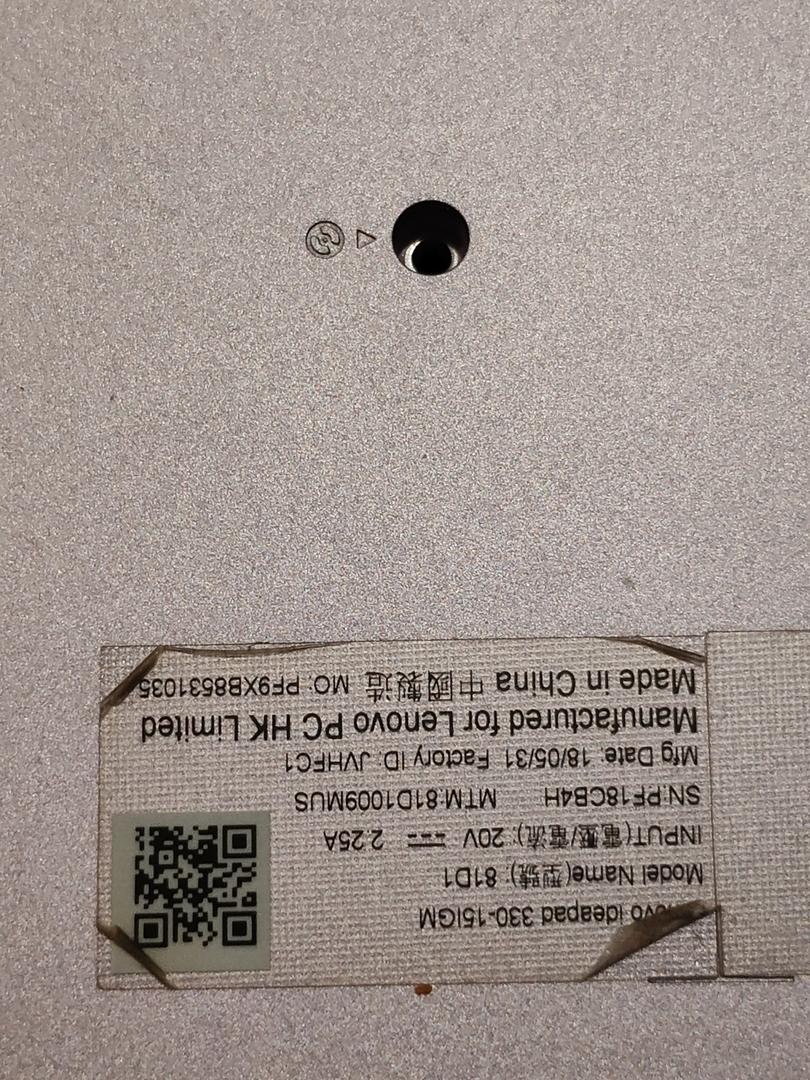 ideapad 330-15IGM
Model Name(型號): 81D1
INPUT(電壓/電流): 20V ⎓ 2.25A
SN:PF18CB4H MTM:81D1009MUS
Mfg Date: 18/05/31 Factory ID: JVHFC1
Manufactured for Lenovo PC HK Limited
Made in China 中國製造 MO: PF9XB8531035